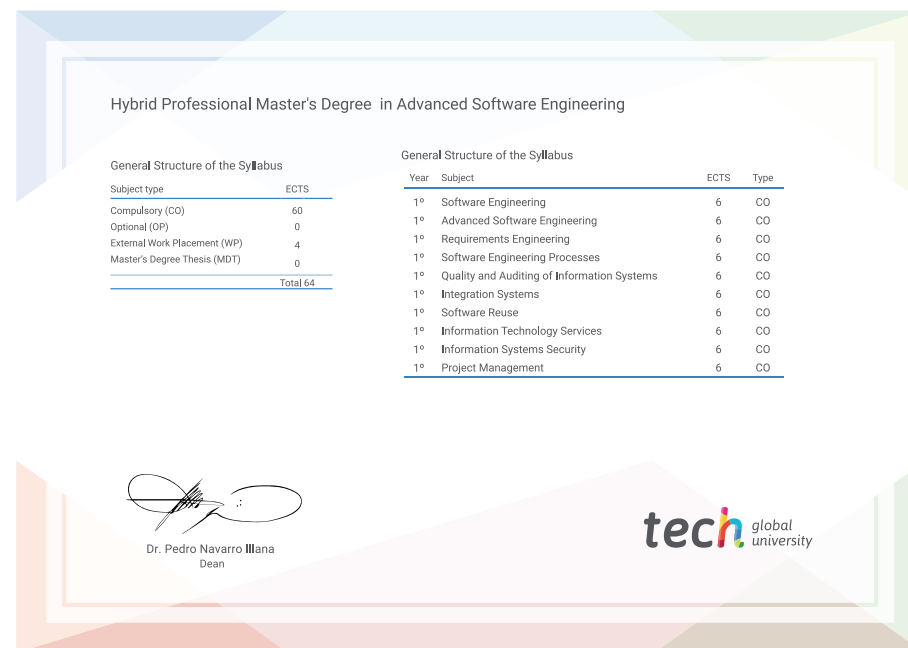 Hybrid Professional Master's Degree in Advanced Software Engineering
General Structure of the Syllabus
Subject type ECTS
Compulsory (CO) 60
Optional (OP) 0
External Work Placement (WP) 4
Master's Degree Thesis (MDT) 0
Total 64
General Structure of the Syllabus
Year Subject ECTS Type
1º Software Engineering 6 CO
1º Advanced Software Engineering 6 CO
1º Requirements Engineering 6 CO
1º Software Engineering Processes 6 CO
1º Quality and Auditing of Information Systems 6 CO
1º Integration Systems 6 CO
1º Software Reuse 6 CO
1º Information Technology Services 6 CO
1º Information Systems Security 6 CO
1º Project Management 6 CO
Dr. Pedro Navarro Illana
Dean
tech global
university